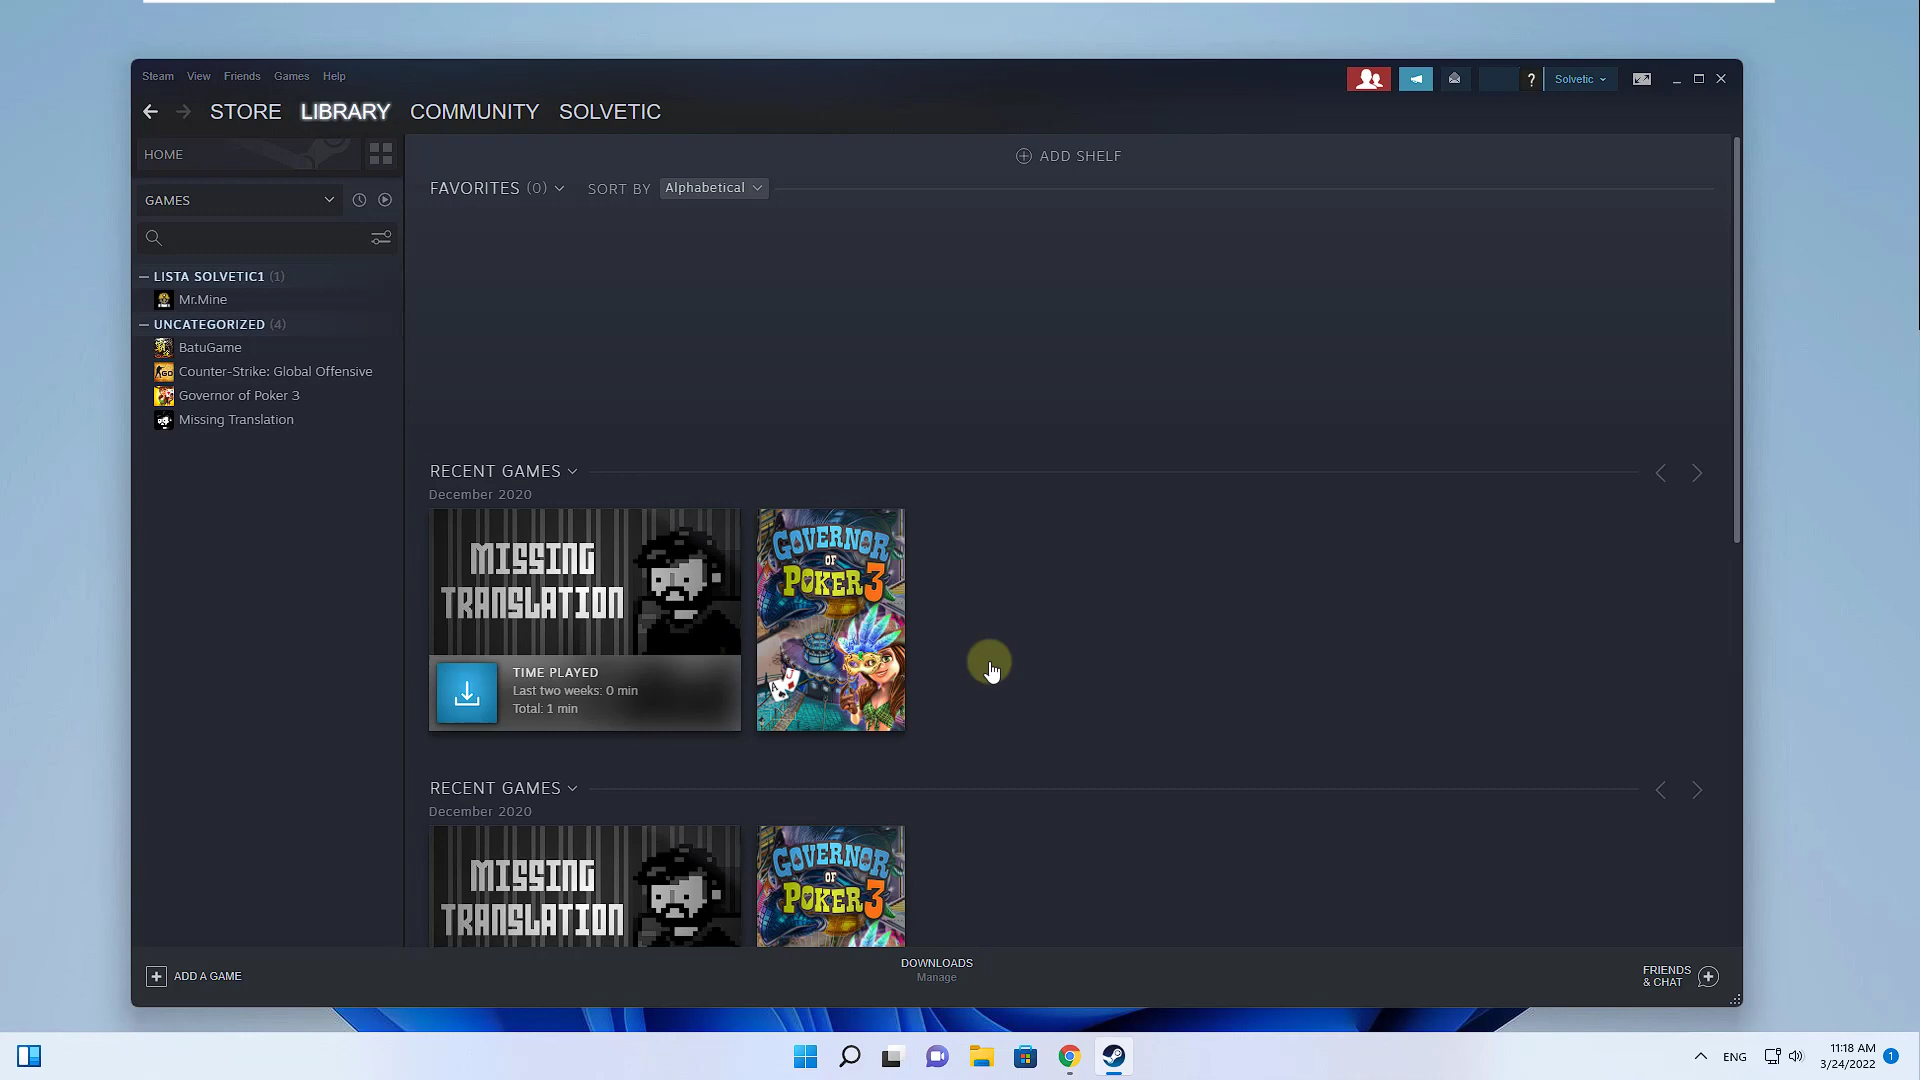 Steam View Friends Games Help
? Solvetic
STORE LIBRARY COMMUNITY SOLVETIC
HOME
GAMES
LISTA SOLVETIC1 (1)
Mr.Mine
UNCATEGORIZED (4)
BatuGame
Counter-Strike: Global Offensive
Governor of Poker 3
Missing Translation
ADD SHELF
FAVORITES (0) SORT BY Alphabetical
RECENT GAMES
December 2020
MISSING
TRANSLATION
TIME PLAYED
Last two weeks: 0 min
Total: 1 min
GOVERNOR
OF
POKER 3
RECENT GAMES
December 2020
MISSING
TRANSLATION
GOVERNOR
OF
POKER 3
ADD A GAME
DOWNLOADS
Manage
FRIENDS
& CHAT
ENG
11:18 AM
3/24/2022
1